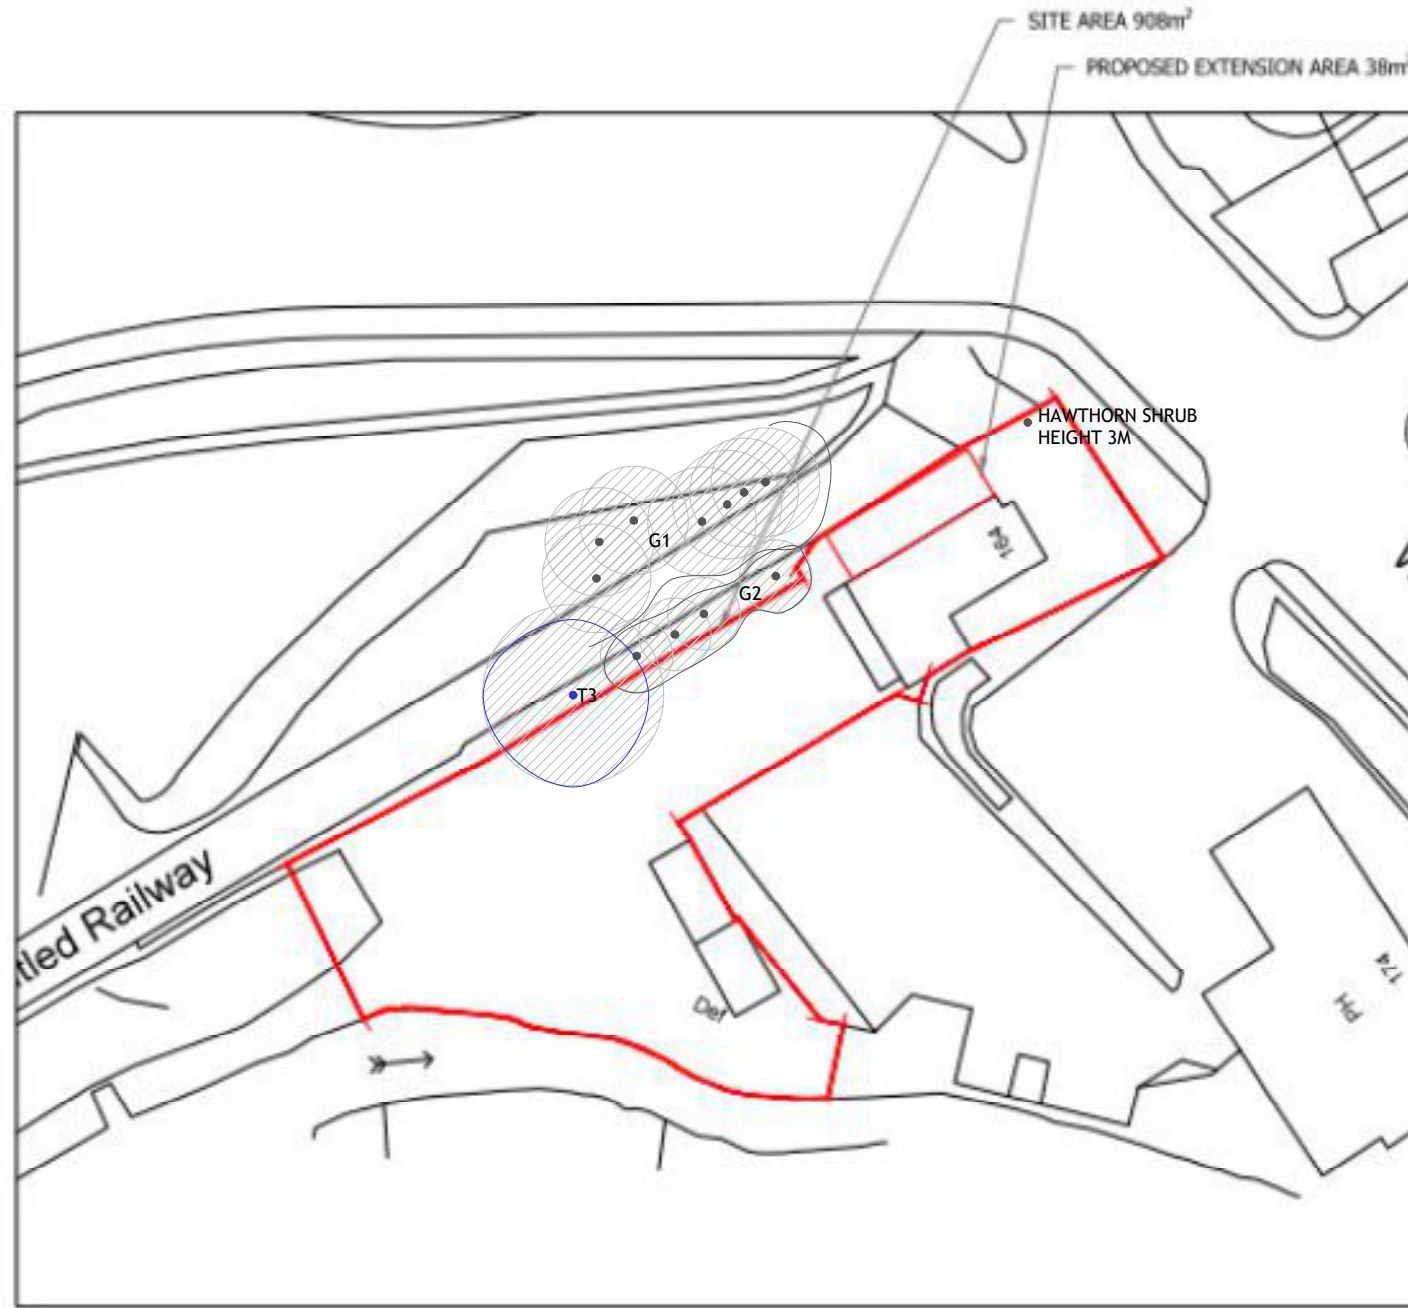 SITE AREA 908m²
PROPOSED EXTENSION AREA 38m²
HAWTHORN SHRUB
HEIGHT 3M
G1
164
G2
T3
tled Railway
174
PH
Def